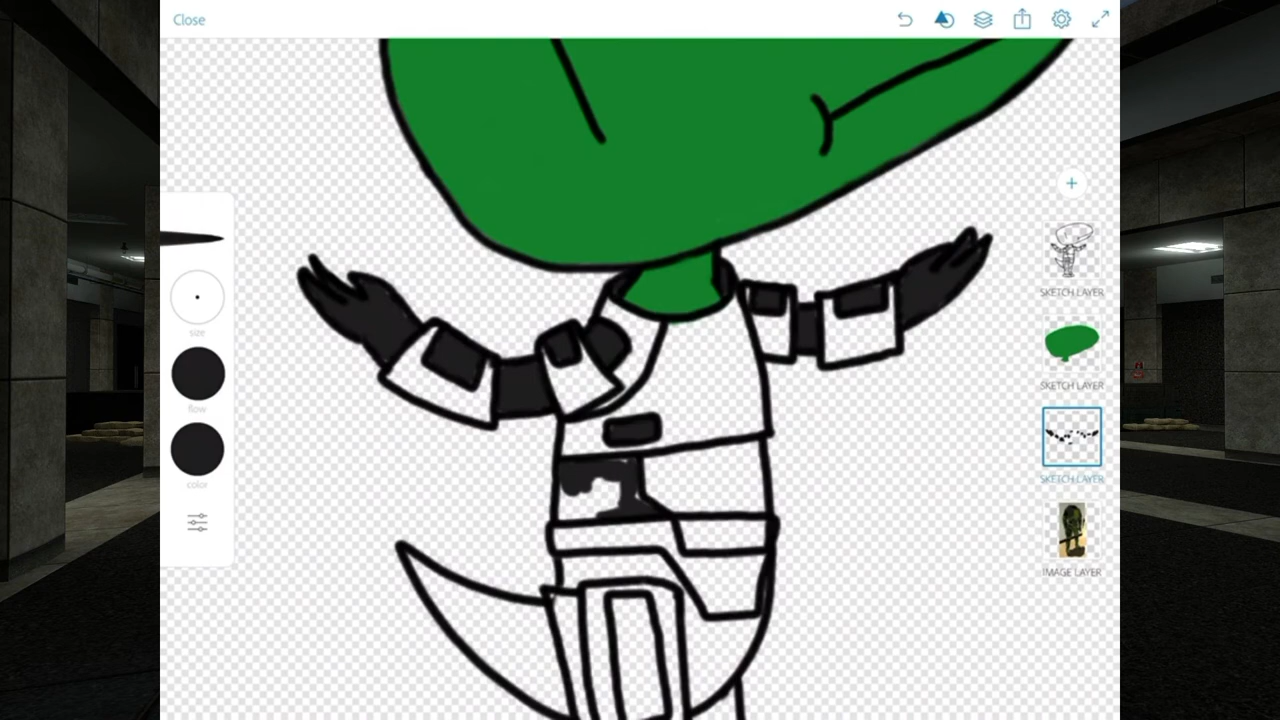 Close
size
flow
color
SKETCH LAYER
SKETCH LAYER
SKETCH LAYER
IMAGE LAYER